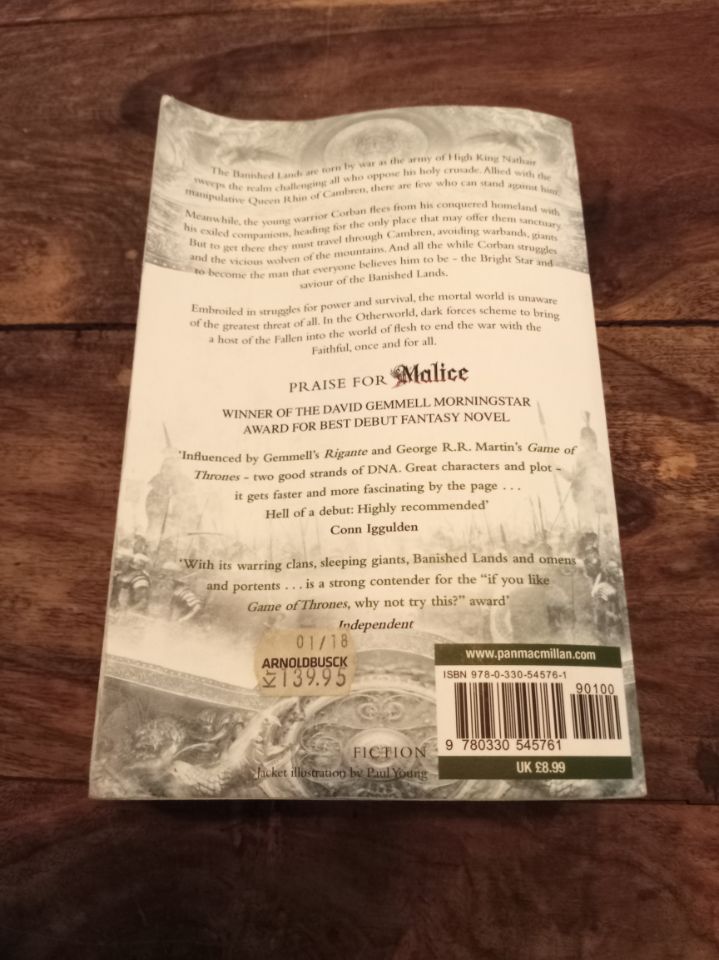 The Banished Lands are torn by war as the army of High King Nathair
sweeps the realm challenging all who oppose his holy crusade. Allied with the
manipulative Queen Rhin of Cambren, there are few who can stand against him.
Meanwhile, the young warrior Corban flees from his conquered homeland with
his exiled companions, heading for the only place that may offer them sanctuary.
But to get there they must travel through Cambren, avoiding warbands, giants
and the vicious wolven of the mountains. And all the while Corban struggles
to become the man that everyone believes him to be – the Bright Star and
saviour of the Banished Lands.
Embroiled in struggles for power and survival, the mortal world is unaware
of the greatest threat of all. In the Otherworld, dark forces scheme to bring
a host of the Fallen into the world of flesh to end the war with the
Faithful, once and for all.
PRAISE FOR Malice
WINNER OF THE DAVID GEMMELL MORNINGSTAR
AWARD FOR BEST DEBUT FANTASY NOVEL
'Influenced by Gemmell's Rigante and George R.R. Martin's Game of
Thrones – two good strands of DNA. Great characters and plot –
it gets faster and more fascinating by the page . . .
Hell of a debut: Highly recommended'
Conn Iggulden
'With its warring clans, sleeping giants, Banished Lands and omens
and portents . . . is a strong contender for the "if you like
Game of Thrones, why not try this?" award'
Independent
01/18
ARNOLDBUSCK
Kr 139.95
www.panmacmillan.com
ISBN 978-0-330-54576-1
90100
9 780330 545761
UK £8.99
FICTION
Jacket illustration by Paul Young